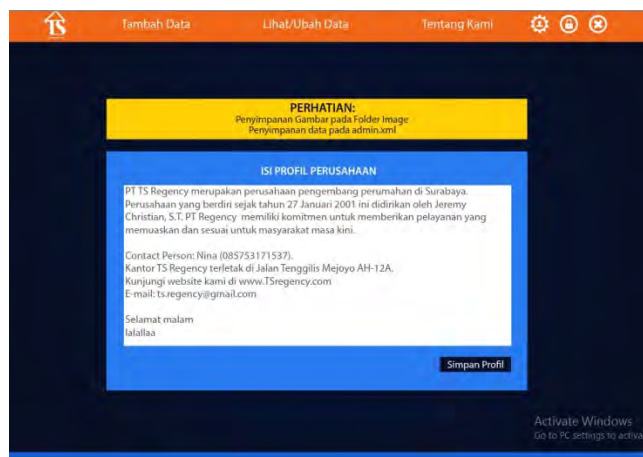 TS
Tambah Data
Lihat/Ubah Data
Tentang Kami
PERHATIAN:
Penyimpanan Gambar pada Folder Image
Penyimpanan data pada admin.xml
ISI PROFIL PERUSAHAAN
PT TS Regency merupakan perusahaan pengembang perumahan di Surabaya.
Perusahaan yang berdiri sejak tahun 27 Januari 2001 ini didirikan oleh Jeremy
Christian, S.T. PT Regency memiliki komitmen untuk memberikan pelayanan yang
memuaskan dan sesuai untuk masyarakat masa kini.
Contact Person: Nina (085753171537).
Kantor TS Regency terletak di Jalan Tenggilis Mejoyo AH-12A.
Kunjungi website kami di www.TSregency.com
E-mail: ts.regency@gmail.com
Selamat malam
lalallaa
Simpan Profil
Activate Windows
Go to PC settings to activa